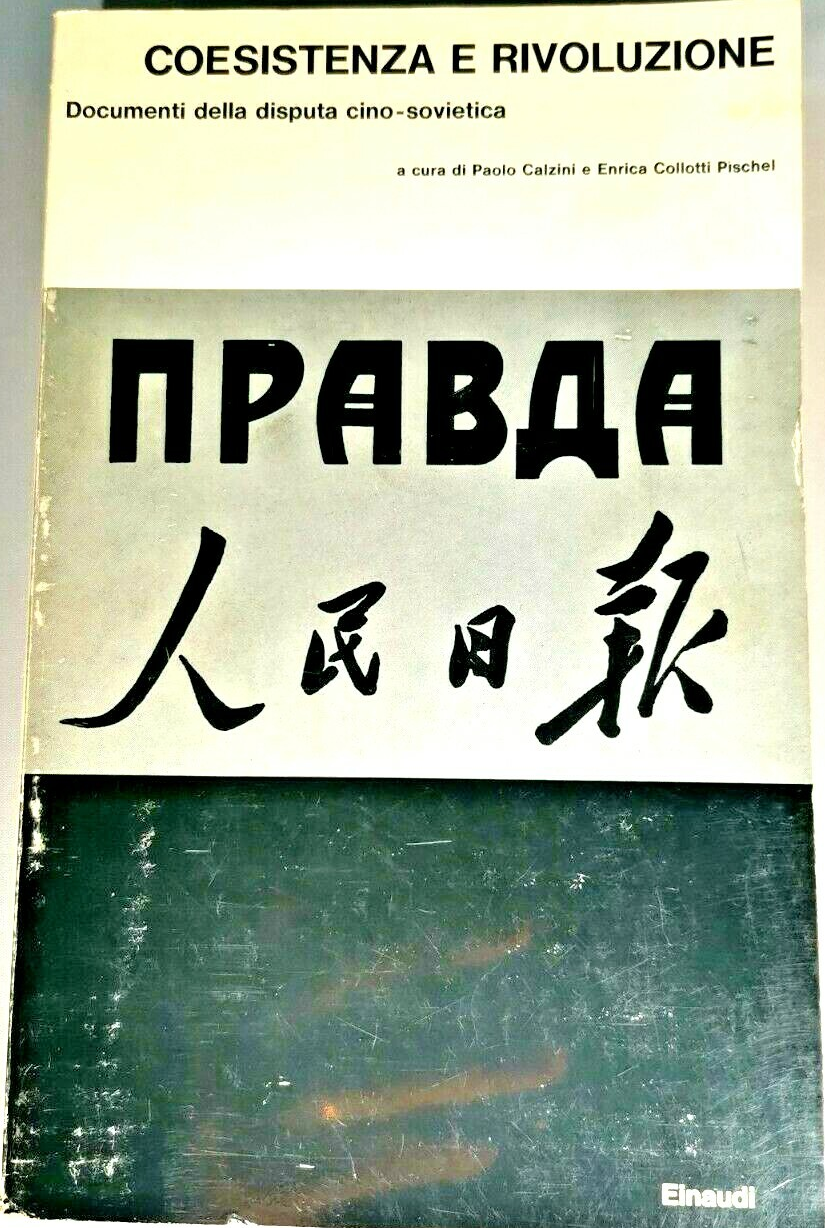 COESISTENZA E RIVOLUZIONE
Documenti della disputa cino-sovietica
a cura di Paolo Calzini e Enrica Collotti Pischel
ПРАВДА
人民日报
Einaudi